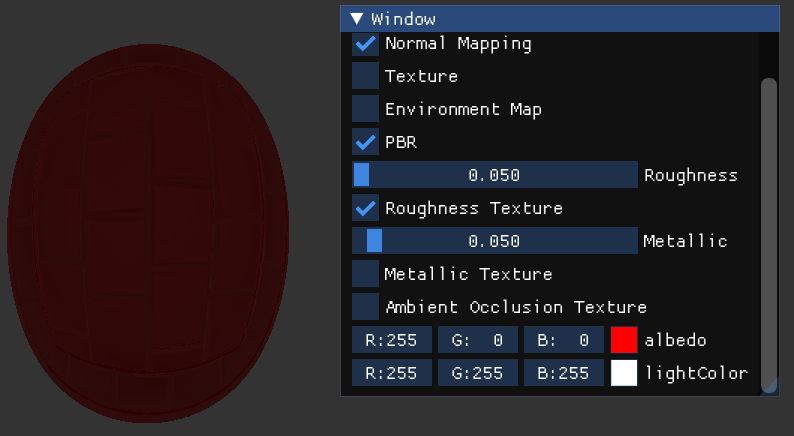 Window
Normal Mapping
Texture
Environment Map
PBR
0.050 Roughness
Roughness Texture
0.050 Metallic
Metallic Texture
Ambient Occlusion Texture
R:255 G: 0 B: 0 albedo
R:255 G:255 B:255 lightColor